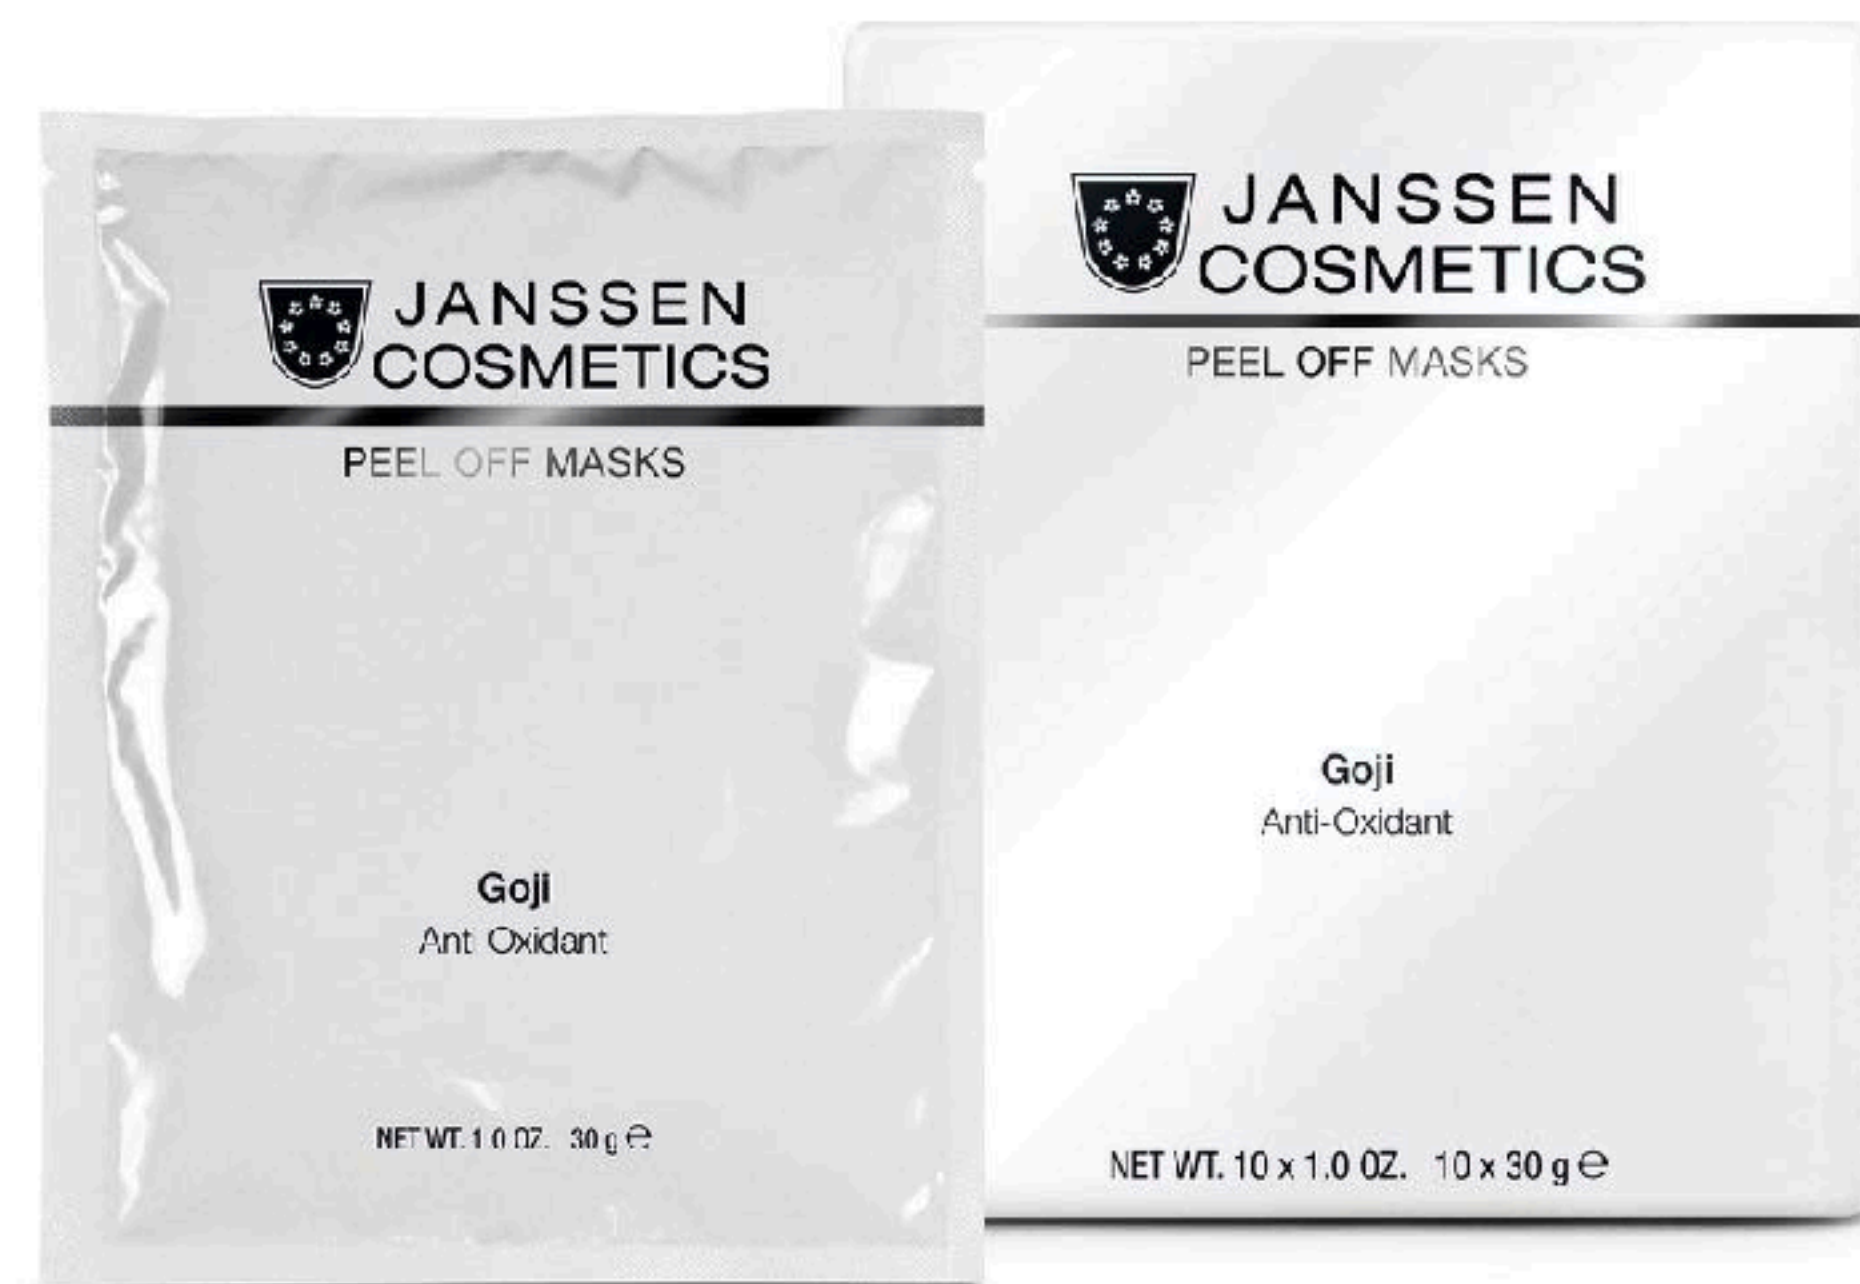 JANSSEN
COSMETICS
PEEL OFF MASKS
Goji
Ant Oxidant
NET WT. 1.0 OZ. 30 g ℮
JANSSEN
COSMETICS
PEEL OFF MASKS
Goji
Anti-Oxidant
NET WT. 10 x 1.0 OZ. 10 x 30 g ℮